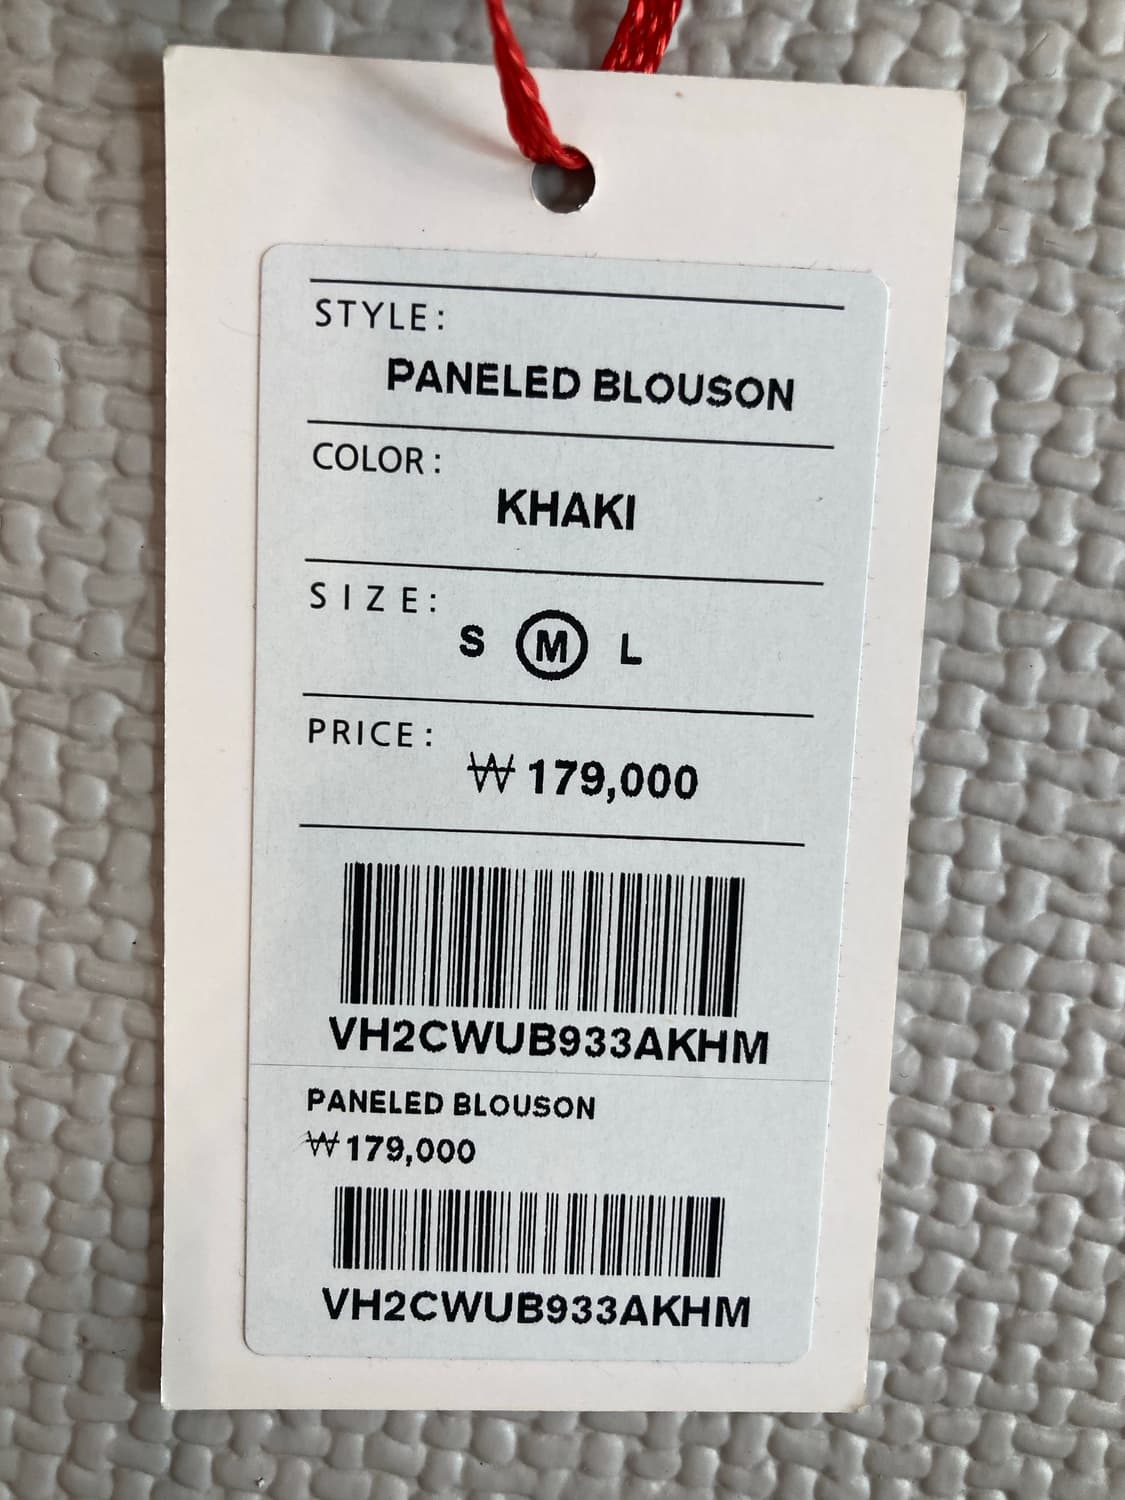 STYLE:
PANELED BLOUSON
COLOR:
KHAKI
SIZE:
S M L
PRICE:
₩179,000
VH2CWUB933AKHM
PANELED BLOUSON
₩179,000
VH2CWUB933AKHM